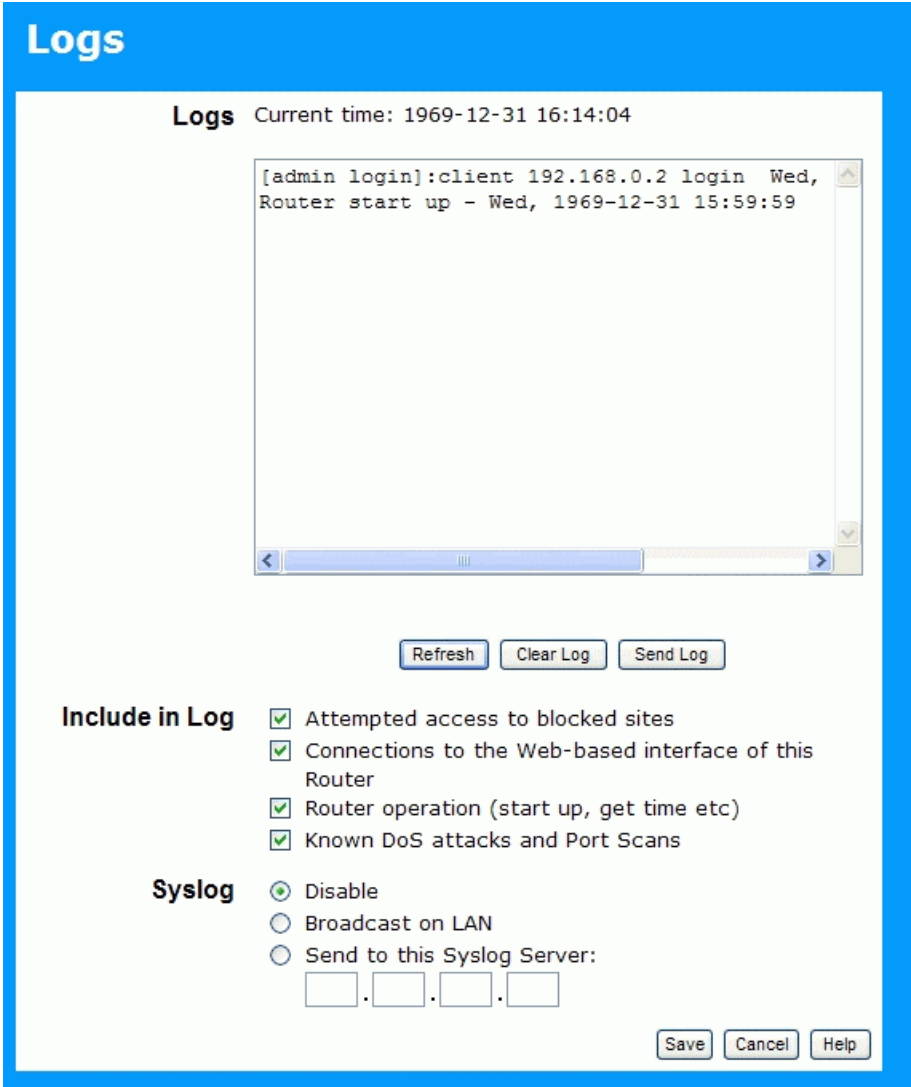 Logs
Logs Current time: 1969-12-31 16:14:04
[admin login]:client 192.168.0.2 login  Wed,
Router start up - Wed, 1969-12-31 15:59:59
Refresh Clear Log Send Log
Include in Log Attempted access to blocked sites
Connections to the Web-based interface of this
Router
Router operation (start up, get time etc)
Known DoS attacks and Port Scans
Syslog Disable
Broadcast on LAN
Send to this Syslog Server:
. . .
Save Cancel Help